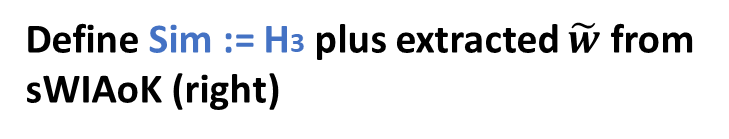 Define Sim := H₃ plus extracted w̃ from
sWIAoK (right)